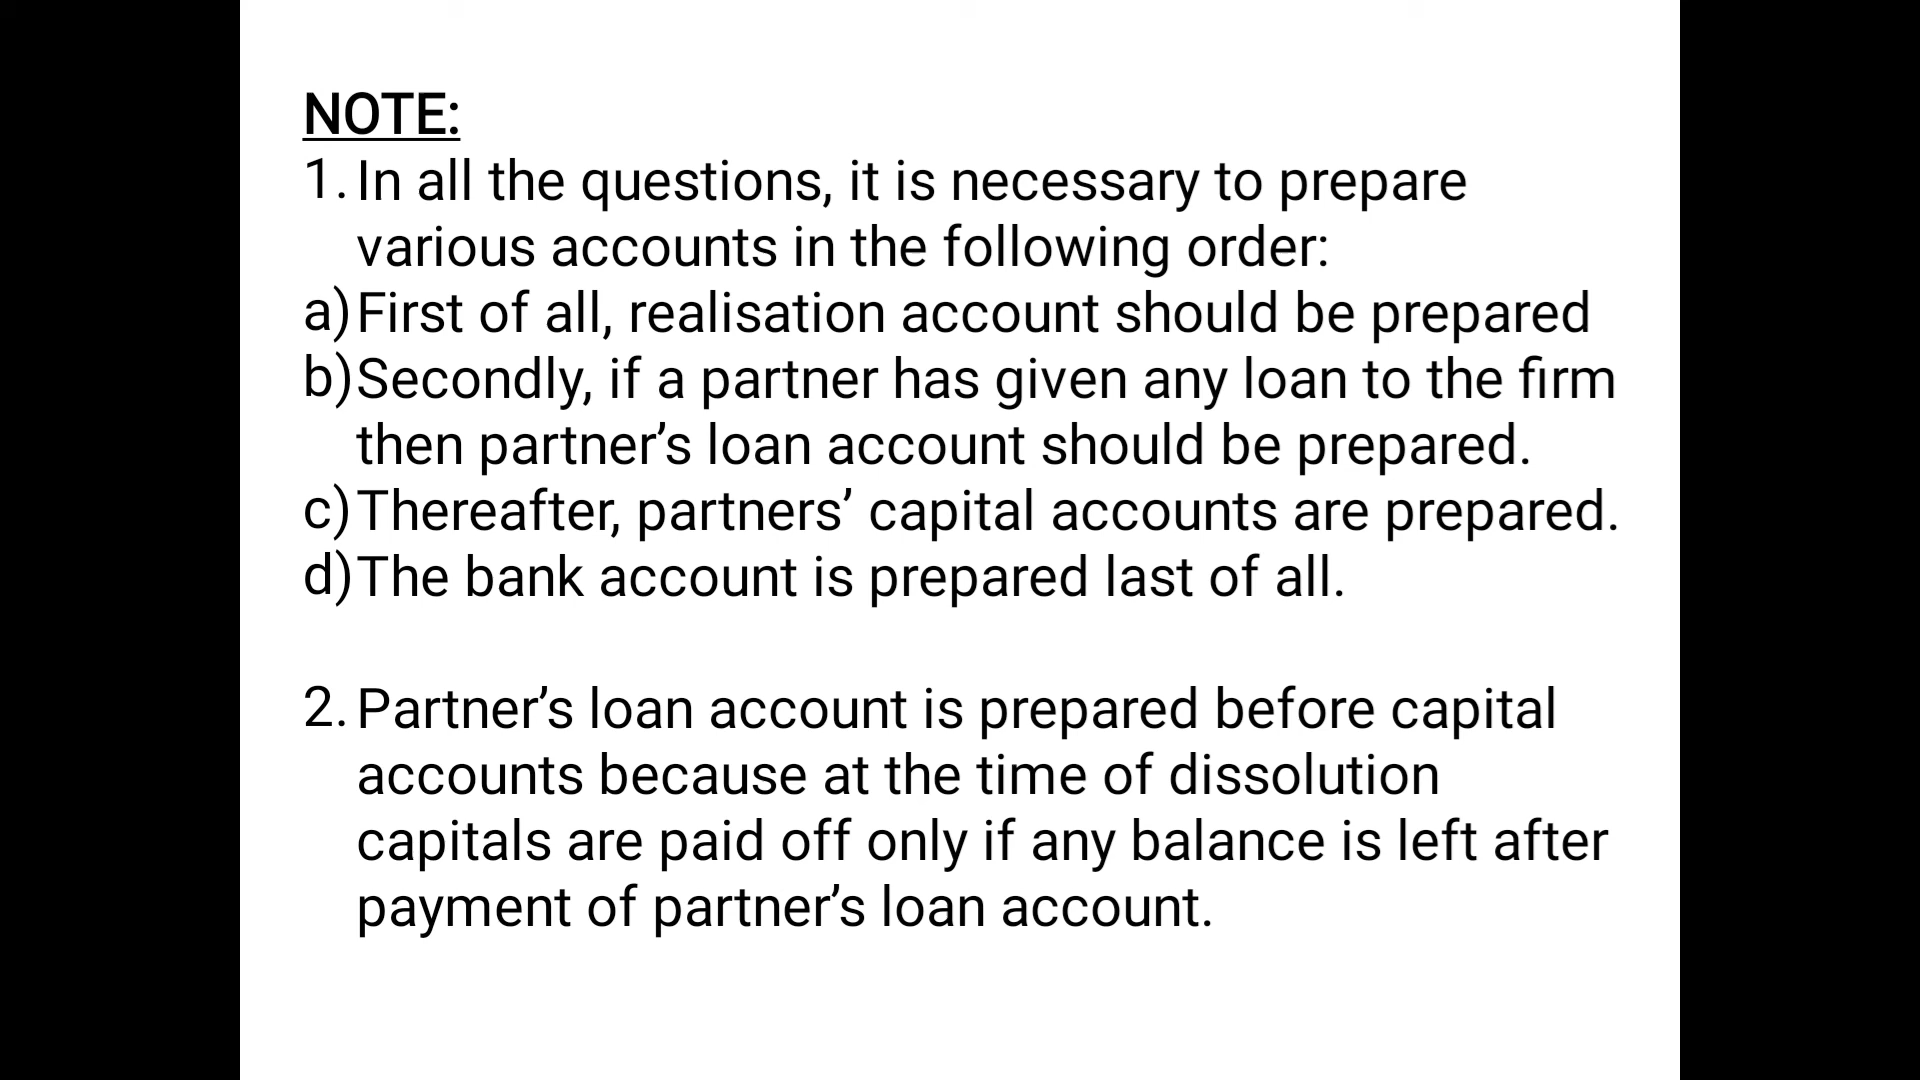 NOTE:
1. In all the questions, it is necessary to prepare
various accounts in the following order:
a) First of all, realisation account should be prepared
b) Secondly, if a partner has given any loan to the firm
then partner’s loan account should be prepared.
c) Thereafter, partners’ capital accounts are prepared.
d) The bank account is prepared last of all.
2. Partner’s loan account is prepared before capital
accounts because at the time of dissolution
capitals are paid off only if any balance is left after
payment of partner’s loan account.